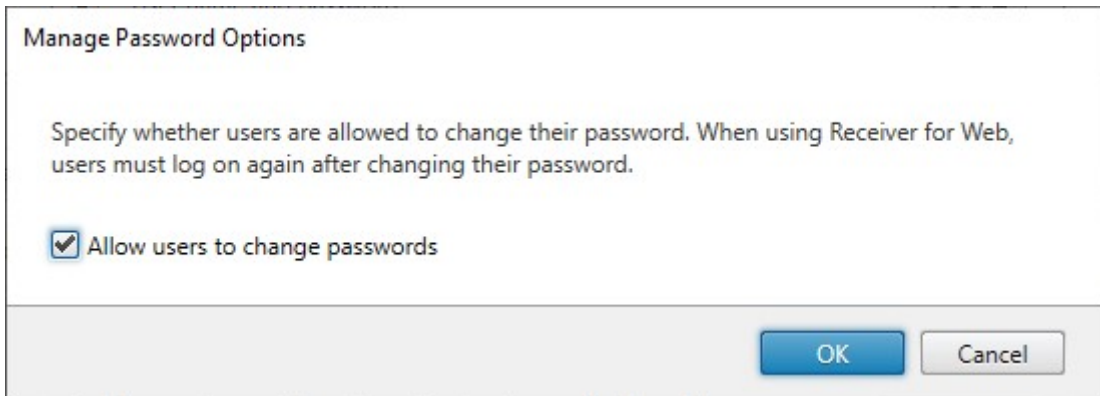 Manage Password Options
Specify whether users are allowed to change their password. When using Receiver for Web,
users must log on again after changing their password.
Allow users to change passwords
OK
Cancel